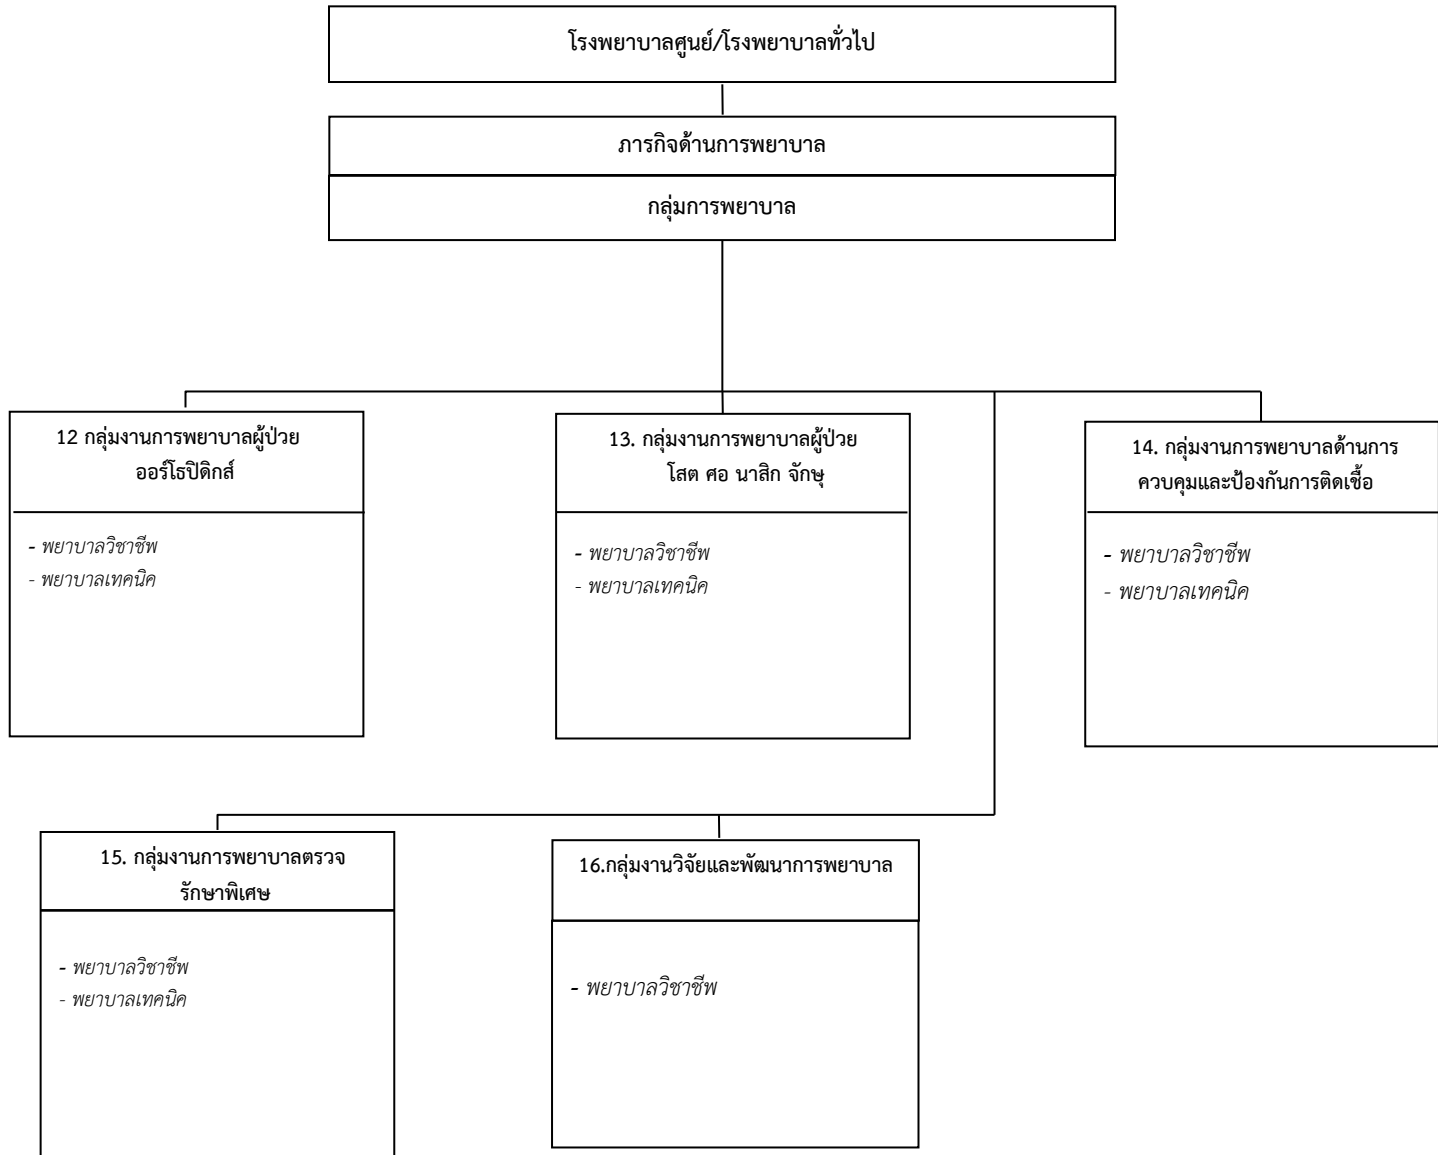 โรงพยาบาลศูนย์/โรงพยาบาลทั่วไป
ภารกิจด้านการพยาบาล
กลุ่มการพยาบาล
12 กลุ่มงานการพยาบาลผู้ป่วย
ออร์โธปิดิกส์
- พยาบาลวิชาชีพ
- พยาบาลเทคนิค
13. กลุ่มงานการพยาบาลผู้ป่วย
โสต ศอ นาสิก จักษุ
- พยาบาลวิชาชีพ
- พยาบาลเทคนิค
14. กลุ่มงานการพยาบาลด้านการ
ควบคุมและป้องกันการติดเชื้อ
- พยาบาลวิชาชีพ
- พยาบาลเทคนิค
15. กลุ่มงานการพยาบาลตรวจ
รักษาพิเศษ
- พยาบาลวิชาชีพ
- พยาบาลเทคนิค
16.กลุ่มงานวิจัยและพัฒนาการพยาบาล
- พยาบาลวิชาชีพ